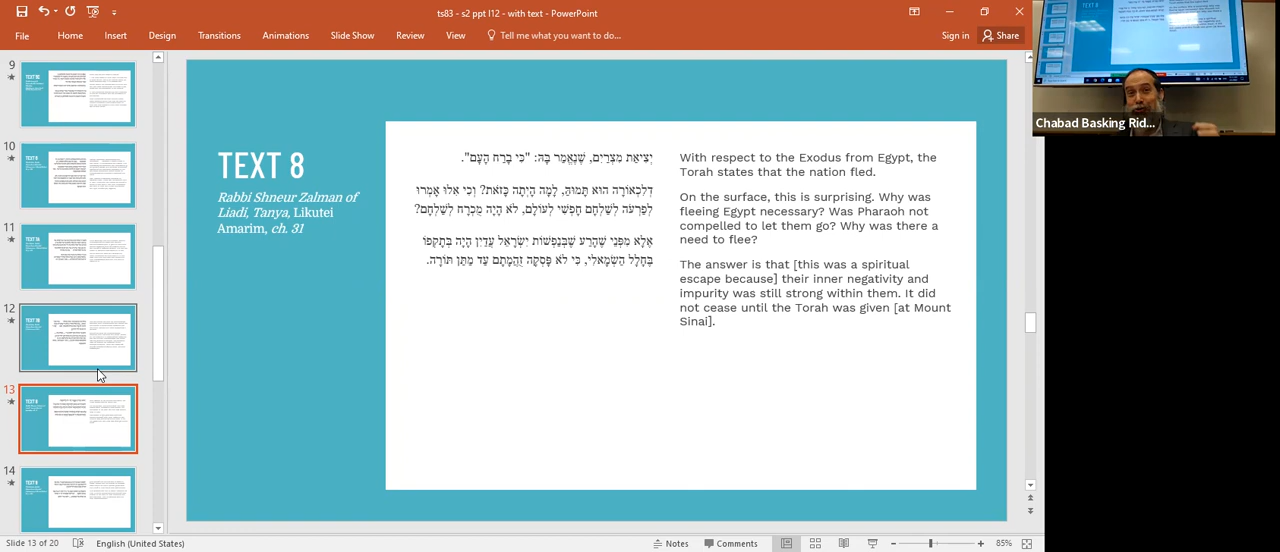 ts83 - s2 ppt l12 - with text - PowerPoint
File Home Insert Design Slide Show Transitions Animations Review View Tell me what you want to do... Sign in Share
9
10
11
12
13
14
TEXT 8
Rabbi Shneur Zalman of
Liadi, Tanya, Likutei
Amarim, ch. 31
יְצִיאַת מִצְרַיִם, שֶׁנֶּאֱמַר בָּהּ: "כִּי בָרַח הָעָם".
דְּלִכְאוֹרָה הוּא תָּמוּהַּ, לָמָּה הָיְתָה כָּזֹאת? וְכִי אִלּוּ אָמְרוּ
לְפַרְעֹה לְשַׁלְּחָם חָפְשִׁי לְעוֹלָם, לֹא הָיָה מֻכְרָח לְשַׁלְּחָם?
אֶלָּא מִפְּנֵי שֶׁהָרַע שֶׁבְּנַפְשׁוֹת יִשְׂרָאֵל עֲדַיִן הָיָה בְּתָקְפּוֹ
בֶּחָלָל הַשְּׂמָאלִי, כִּי לֹא פָּסְקָה זֻהֲמָתָם עַד מַתַּן תּוֹרָה.
With respect to the Exodus from Egypt, the
Torah states that the nation fled.
On the surface, this is surprising. Why was
fleeing Egypt necessary? Was Pharaoh not
compelled to let them go? Why was there a
need to flee?
The answer is that [this was a spiritual
escape because] their inner negativity and
impurity was still strong within them. It did
not cease until the Torah was given [at Mount
Sinai].
Chabad Basking Rid...
Slide 13 of 20 English (United States) Notes Comments 85%